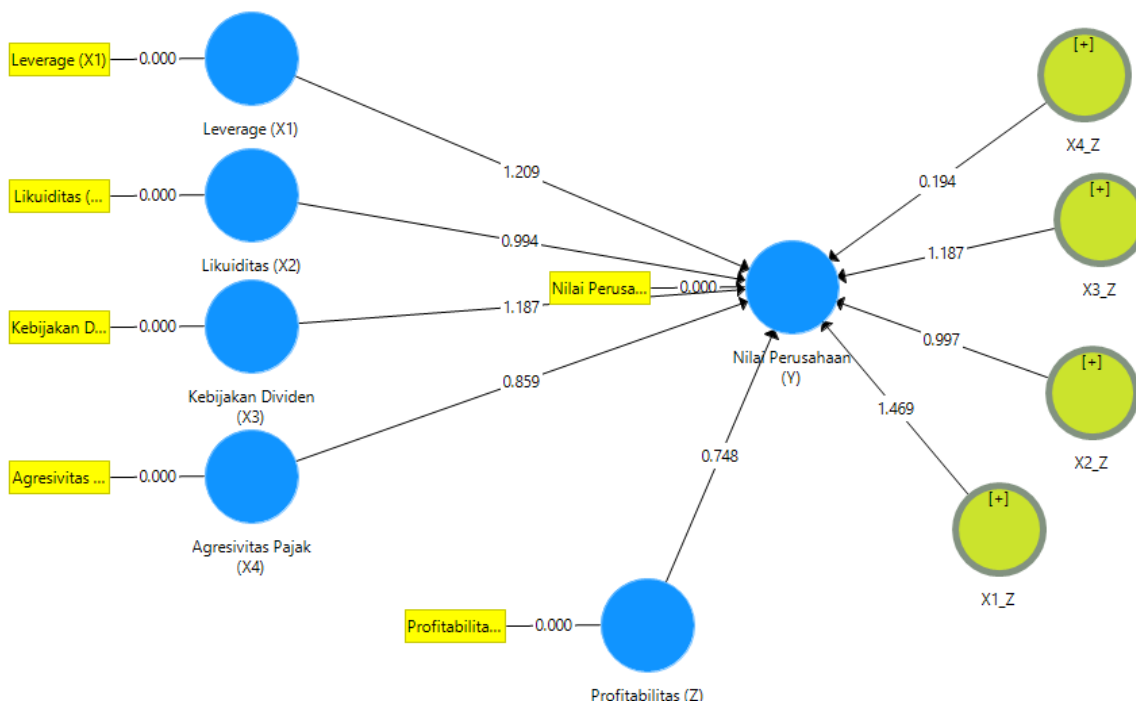 [+]
X4_Z
Leverage (X1)
0.000
Leverage (X1)
1.209
0.194
Likuiditas (...
0.000
Likuiditas (X2)
0.994
[+]
X3_Z
1.187
Nilai Perusa...
0.000
Nilai Perusahaan
(Y)
Kebijakan D...
0.000
Kebijakan Dividen
(X3)
1.187
0.997
[+]
X2_Z
0.859
1.469
Agresivitas ...
0.000
Agresivitas Pajak
(X4)
0.748
[+]
X1_Z
Profitabilita...
0.000
Profitabilitas (Z)